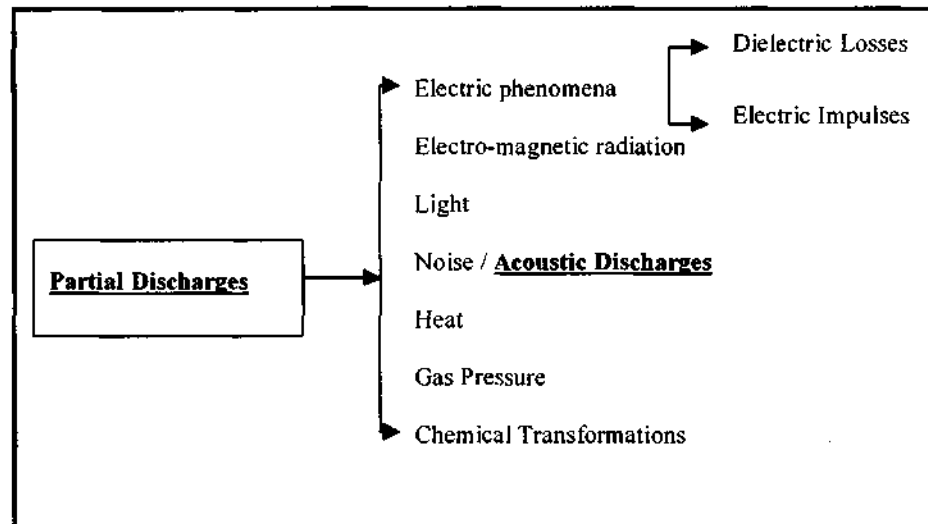 Dielectric Losses
Electric phenomena
Electric Impulses
Electro-magnetic radiation
Light
Noise / Acoustic Discharges
Partial Discharges
Heat
Gas Pressure
Chemical Transformations